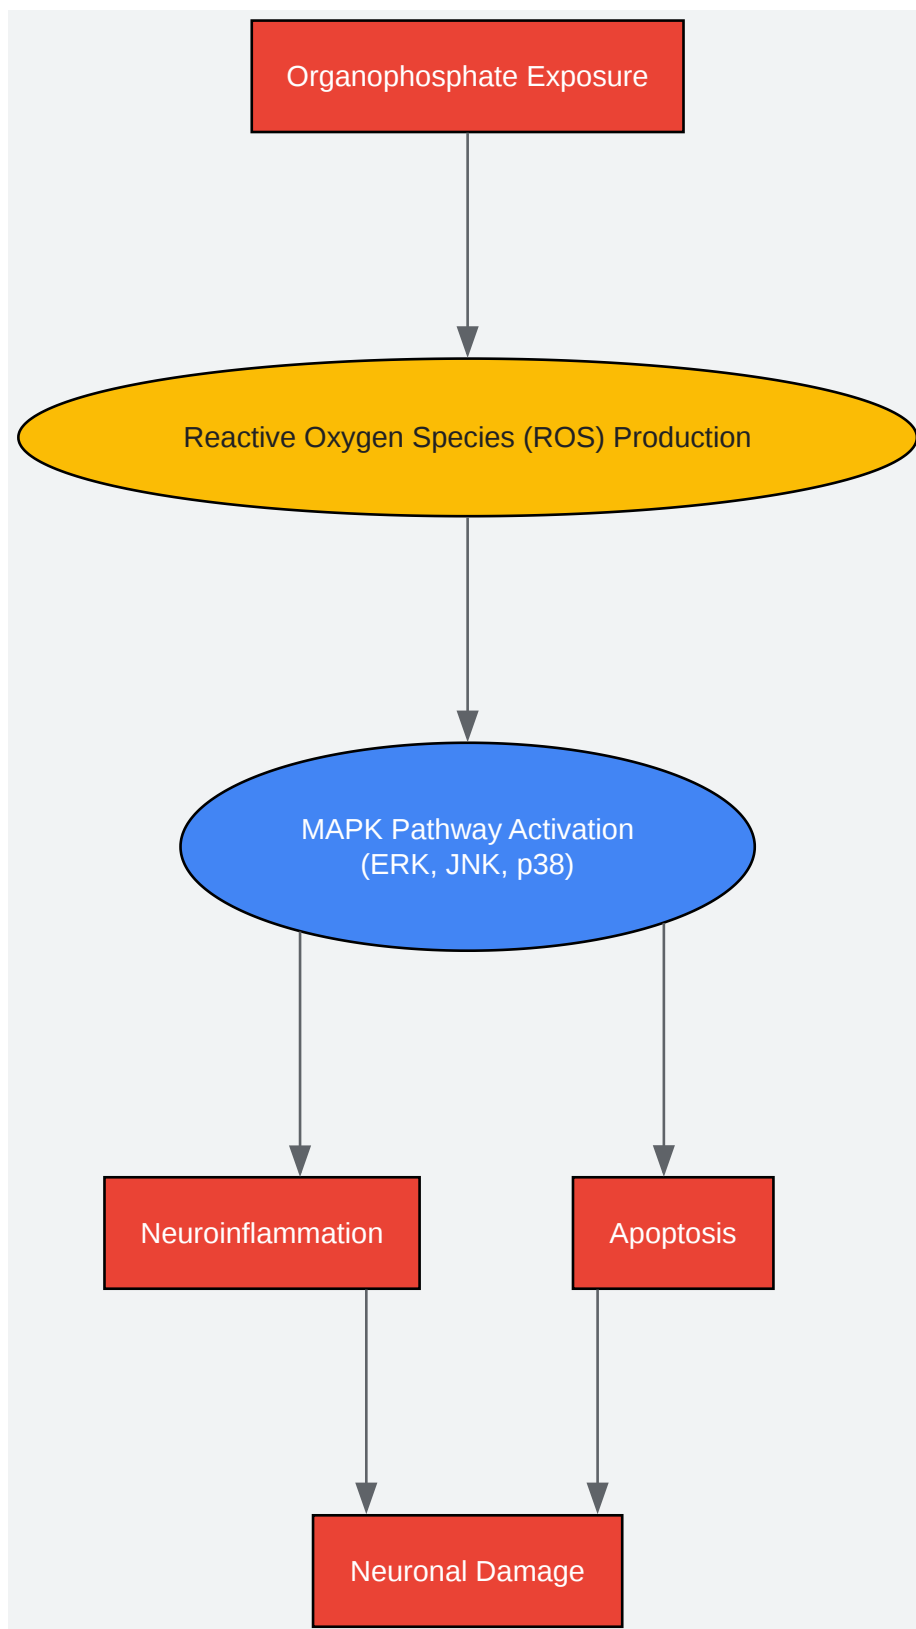 Organophosphate Exposure
Reactive Oxygen Species (ROS) Production
MAPK Pathway Activation
(ERK, JNK, p38)
Neuroinflammation
Apoptosis
Neuronal Damage